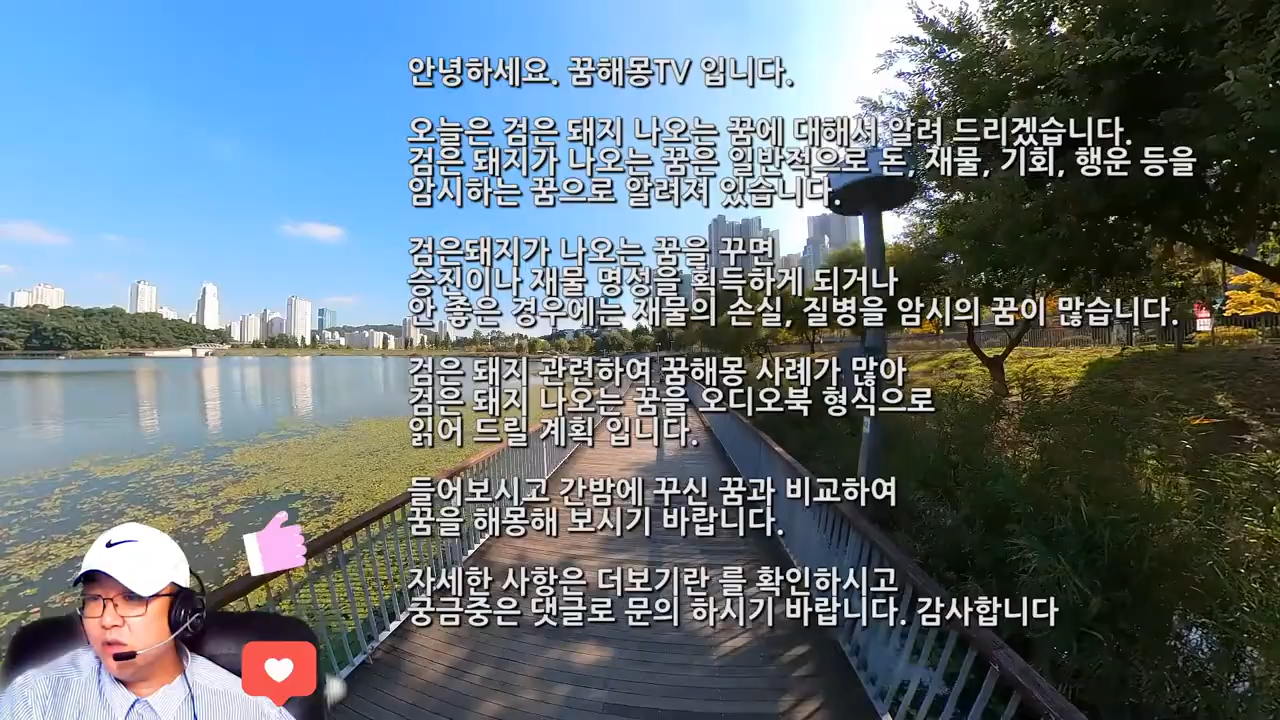 안녕하세요. 꿈해몽TV 입니다.
오늘은 검은 돼지 나오는 꿈에 대해서 알려 드리겠습니다.
검은 돼지가 나오는 꿈은 일반적으로 돈, 재물, 기회, 행운 등을
암시하는 꿈으로 알려져 있습니다.
검은돼지가 나오는 꿈을 꾸면
승진이나 재물 명성을 획득하게 되거나
안 좋은 경우에는 재물의 손실, 질병을 암시의 꿈이 많습니다.
검은 돼지 관련하여 꿈해몽 사례가 많아
검은 돼지 나오는 꿈을 오디오북 형식으로
읽어 드릴 계획 입니다.
들어보시고 간밤에 꾸신 꿈과 비교하여
꿈을 해몽해 보시기 바랍니다.
자세한 사항은 더보기란 를 확인하시고
궁금중은 댓글로 문의 하시기 바랍니다. 감사합니다